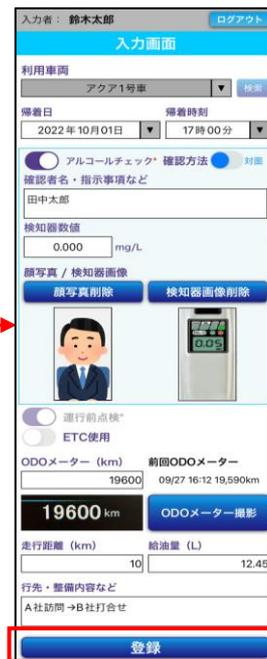 入力者： 鈴木太郎 ログアウト
入力画面
利用車両
アクア1号車 ▼ 検索
帰着日 帰着時刻
2022年10月01日 ▼ 17時00分 ▼
アルコールチェック* 確認方法 対面
確認者名・指示事項など
田中太郎
検知器数値
0.000 mg/L
顔写真 / 検知器画像
顔写真削除 検知器画像削除
0.05
運行前点検*
ETC使用
ODOメーター（km） 前回ODOメーター
19600 09/27 16:12 19,590km
19600 km ODOメーター撮影
走行距離（km） 給油量（L）
10 12.45
行先・整備内容など
A社訪問→B社打合せ
登録